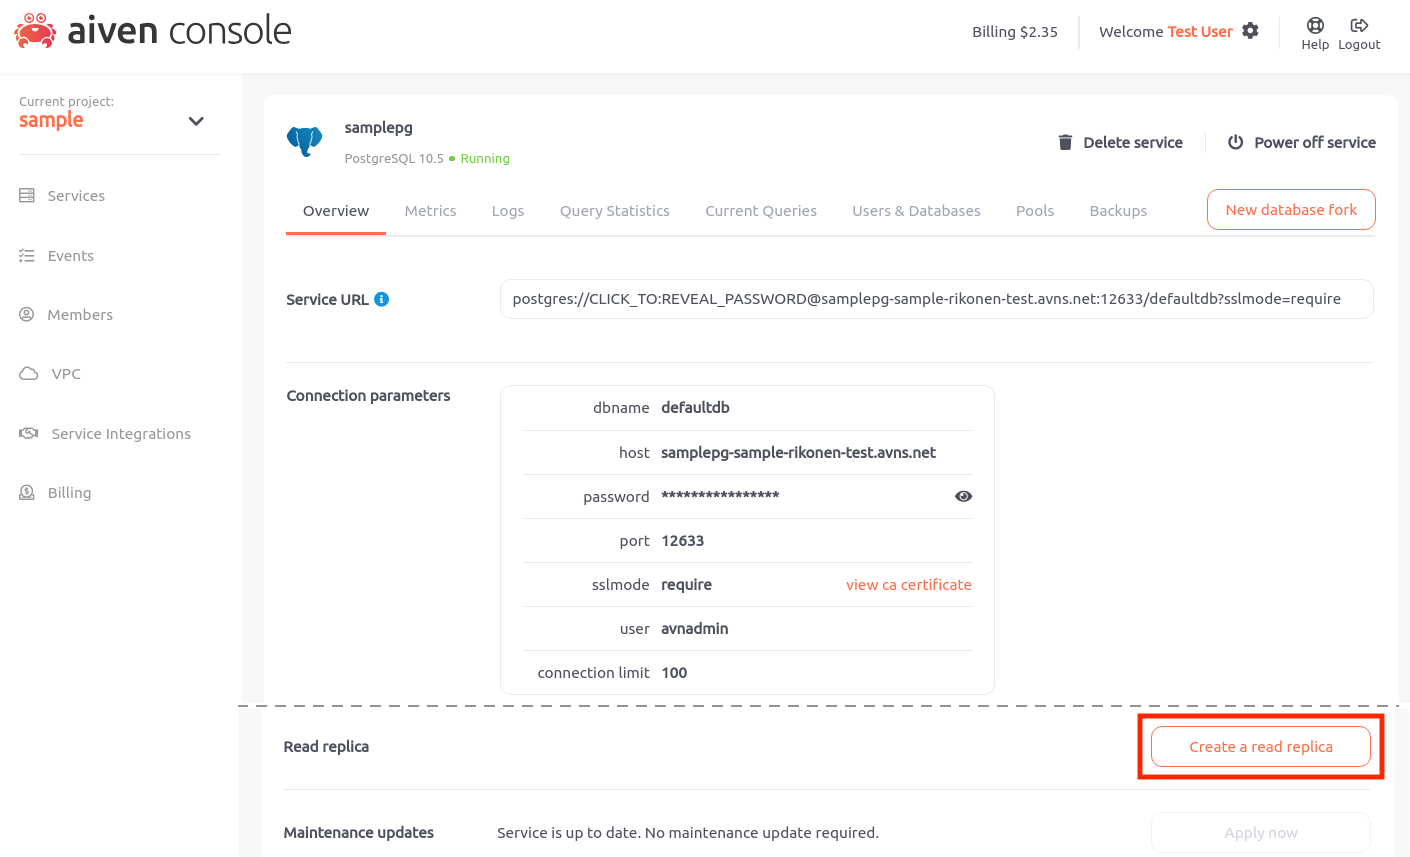 aiven console
Billing $2.35
Welcome Test User
Help
Logout
Current project:
sample
Services
Events
Members
VPC
Service Integrations
Billing
samplepg
PostgreSQL 10.5 ● Running
Delete service
Power off service
Overview Metrics Logs Query Statistics Current Queries Users & Databases Pools Backups
New database fork
Service URL
postgres://CLICK_TO:REVEAL_PASSWORD@samplepg-sample-rikonen-test.avns.net:12633/defaultdb?sslmode=require
Connection parameters
dbname defaultdb
host samplepg-sample-rikonen-test.avns.net
password ****************
port 12633
sslmode require view ca certificate
user avnadmin
connection limit 100
Read replica
Create a read replica
Maintenance updates
Service is up to date. No maintenance update required.
Apply now